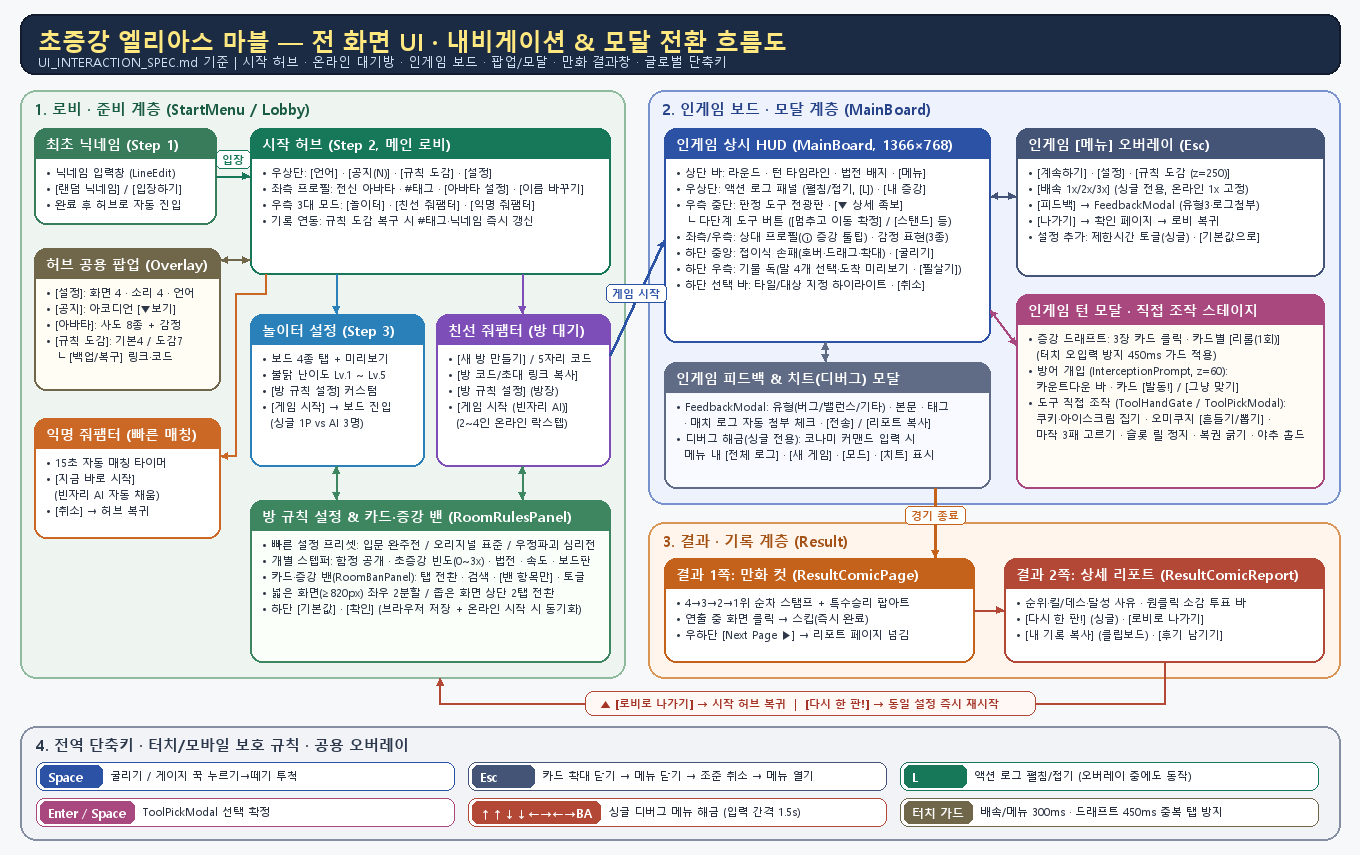 초증강 엘리아스 마블 — 전 화면 UI · 내비게이션 & 모달 전환 흐름도
UI_INTERACTION_SPEC.md 기준 | 시작 허브 · 온라인 대기방 · 인게임 보드 · 팝업/모달 · 만화 결과창 · 글로벌 단축키
1. 로비 · 준비 계층 (StartMenu / Lobby)
최초 닉네임 (Step 1)
• 닉네임 입력창 (LineEdit)
• [랜덤 닉네임] / [입장하기]
• 완료 후 허브로 자동 진입
입장
시작 허브 (Step 2, 메인 로비)
• 우상단: [언어] · [공지(N)] · [규칙 도감] · [설정]
• 좌측 프로필: 전신 아바타 · #태그 · [아바타 설정] · [이름 바꾸기]
• 우측 3대 모드: [놀이터] · [친선 줘팸터] · [익명 줘팸터]
• 기록 연동: 규칙 도감 복구 시 #태그·닉네임 즉시 갱신
허브 공용 팝업 (Overlay)
• [설정]: 화면 4 · 소리 4 · 언어
• [공지]: 아코디언 [▼보기]
• [아바타]: 사도 8종 + 감정
• [규칙 도감]: 기본4 / 도감7
ㄴ [백업/복구] 링크·코드
익명 줘팸터 (빠른 매칭)
• 15초 자동 매칭 타이머
• [지금 바로 시작]
(빈자리 AI 자동 채움)
• [취소] → 허브 복귀
놀이터 설정 (Step 3)
• 보드 4종 탭 + 미리보기
• 불닭 난이도 Lv.1 ~ Lv.5
• [방 규칙 설정] 커스텀
• [게임 시작] → 보드 진입
(싱글 1P vs AI 3명)
친선 줘팸터 (방 대기)
• [새 방 만들기] / 5자리 코드
• [방 코드/초대 링크 복사]
• [방 규칙 설정] (방장)
• [게임 시작 (빈자리 AI)]
(2~4인 온라인 락스텝)
방 규칙 설정 & 카드·증강 밴 (RoomRulesPanel)
• 빠른 설정 프리셋: 입문 완주전 / 오리지널 표준 / 우정파괴 심리전
• 개별 스텝퍼: 함정 공개 · 초증강 빈도(0~3x) · 법전 · 속도 · 보드판
• 카드·증강 밴(RoomBanPanel): 탭 전환 · 검색 · [밴 항목만] · 토글
• 넓은 화면(≥820px) 좌우 2분할 / 좁은 화면 상단 2탭 전환
• 하단 [기본값] · [확인] (브라우저 저장 + 온라인 시작 시 동기화)
게임 시작
2. 인게임 보드 · 모달 계층 (MainBoard)
인게임 상시 HUD (MainBoard, 1366×768)
• 상단 바: 라운드 · 턴 타임라인 · 법전 배지 · [메뉴]
• 우상단: 액션 로그 패널 (펼침/접기, [L]) · [내 증강]
• 우측 중단: 판정 도구 전광판 · [▼ 상세 족보]
ㄴ 다단계 도구 버튼 ([멈추고 이동 확정] / [스탠드] 등)
• 좌측/우측: 상대 프로필(ⓘ 증강 툴팁) · 감정 표현(3종)
• 하단 중앙: 접이식 손패(호버·드래그·확대) · [굴리기]
• 하단 우측: 기물 독(말 4개 선택·도착 미리보기 · [필살기])
• 하단 선택 바: 타일/대상 지정 하이라이트 · [취소]
인게임 [메뉴] 오버레이 (Esc)
• [계속하기] · [설정] · [규칙 도감 (z=250)]
• [배속 1x/2x/3x] (싱글 전용, 온라인 1x 고정)
• [피드백] → FeedbackModal (유형3·로그첨부)
• [나가기] → 확인 페이지 → 로비 복귀
• 설정 추가: 제한시간 토글(싱글) · [기본값으로]
인게임 턴 모달 · 직접 조작 스테이지
• 증강 드래프트: 3장 카드 클릭 · 카드별 [리롤(1회)]
(터치 오입력 방지 450ms 가드 적용)
• 방어 개입 (InterceptionPrompt, z=60):
카운트다운 바 · 카드 [발동!] / [그냥 맞기]
• 도구 직접 조작 (ToolHandGate / ToolPickModal):
쿠키·아이스크림 집기 · 오미쿠지 [흔들기/뽑기] ·
마작 3패 고르기 · 슬롯 릴 정지 · 복권 긁기 · 야추 홀드
인게임 피드백 & 치트(디버그) 모달
• FeedbackModal: 유형(버그/밸런스/기타) · 본문 · 태그
· 매치 로그 자동 첨부 체크 · [전송] / [리포트 복사]
• 디버그 해금(싱글 전용): 코나미 커맨드 입력 시
메뉴 내 [전체 로그] · [새 게임] · [모드] · [치트] 표시
경기 종료
3. 결과 · 기록 계층 (Result)
결과 1쪽: 만화 컷 (ResultComicPage)
• 4→3→2→1위 순차 스탬프 + 특수승리 팝아트
• 연출 중 화면 클릭 → 스킵(즉시 완료)
• 우하단 [Next Page ▶] → 리포트 페이지 넘김
결과 2쪽: 상세 리포트 (ResultComicReport)
• 순위·킬/데스·달성 사유 · 원클릭 소감 투표 바
• [다시 한 판!] (싱글) · [로비로 나가기]
• [내 기록 복사] (클립보드) · [후기 남기기]
▲ [로비로 나가기] → 시작 허브 복귀 | [다시 한 판!] → 동일 설정 즉시 재시작
4. 전역 단축키 · 터치/모바일 보호 규칙 · 공용 오버레이
Space 굴리기 / 게이지 꾹 누르기→떼기 투척
Esc 카드 확대 닫기 → 메뉴 닫기 → 조준 취소 → 메뉴 열기
L 액션 로그 펼침/접기 (오버레이 중에도 동작)
Enter / Space ToolPickModal 선택 확정
↑↑↓↓←→←→BA 싱글 디버그 메뉴 해금 (입력 간격 1.5s)
터치 가드 배속/메뉴 300ms · 드래프트 450ms 중복 탭 방지